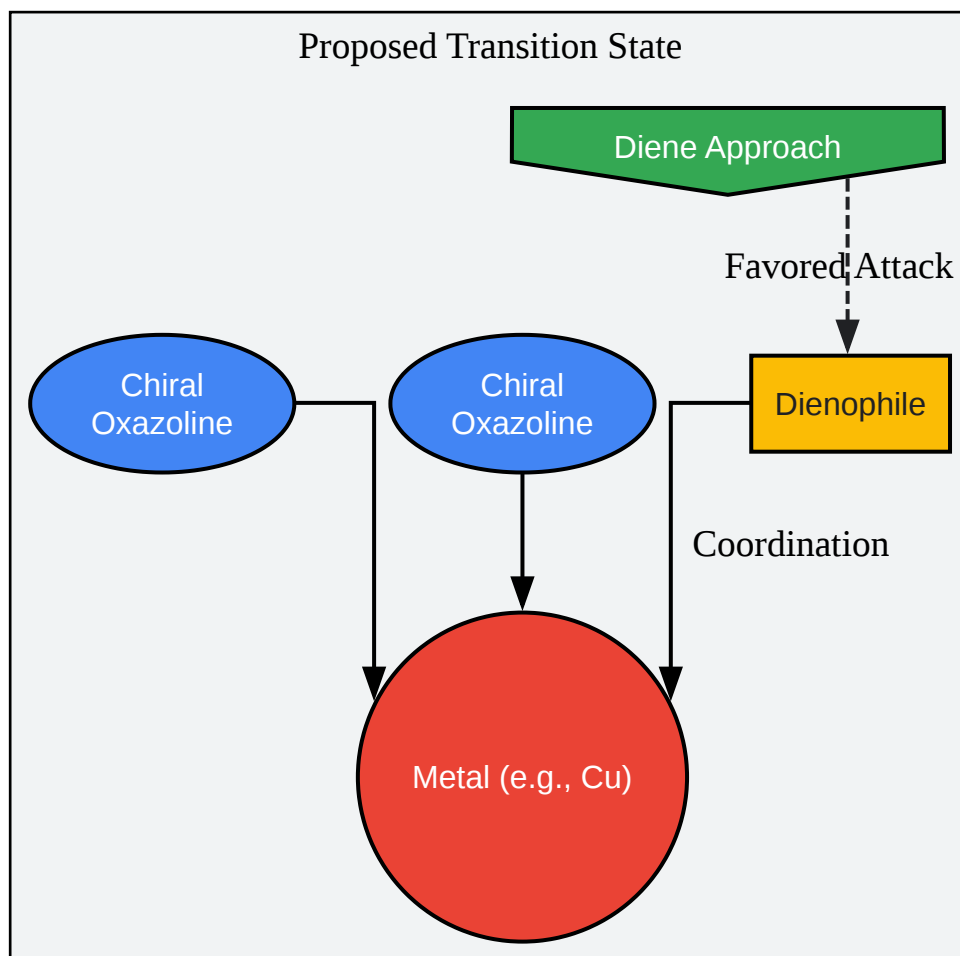 Proposed Transition State
Diene Approach
Favored Attack
Chiral
Oxazoline
Chiral
Oxazoline
Dienophile
Coordination
Metal (e.g., Cu)